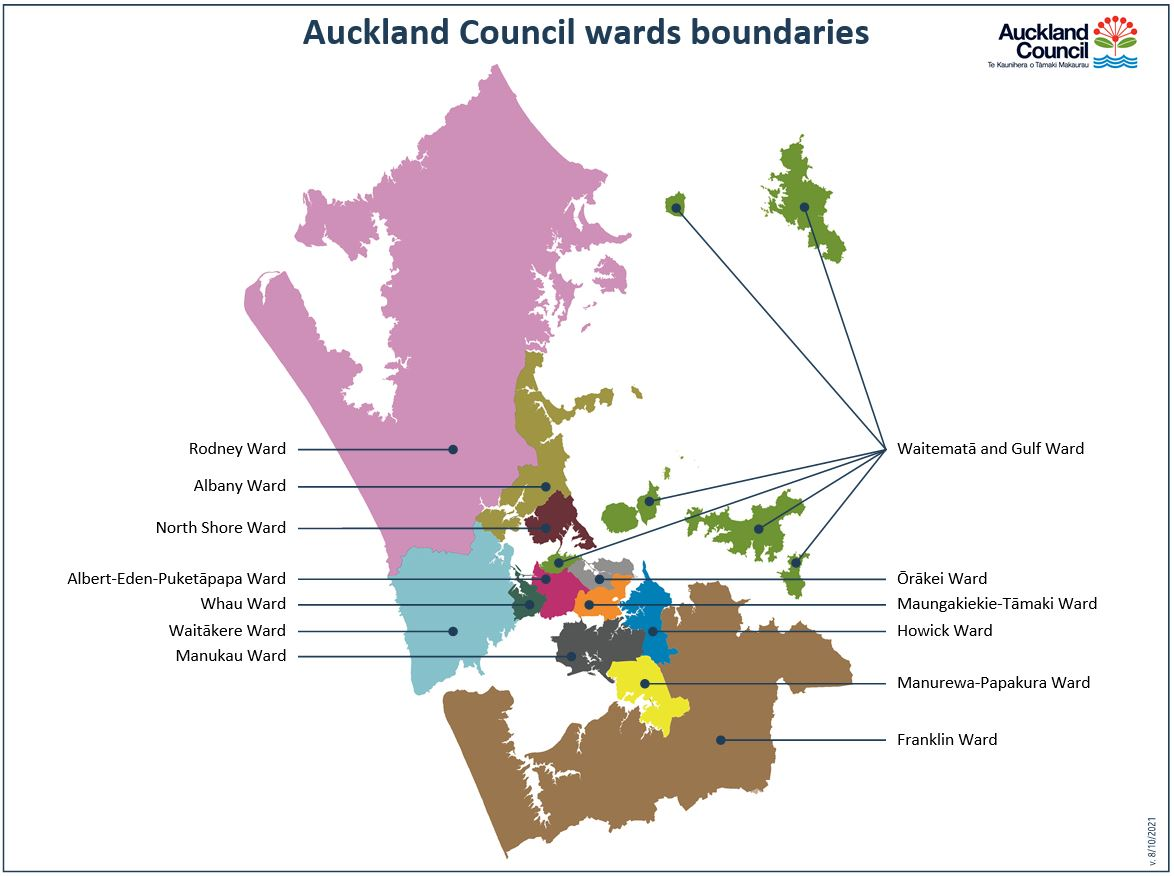 Auckland Council wards boundaries
Auckland
Council
Te Kaunihera o Tāmaki Makaurau
Rodney Ward
Albany Ward
North Shore Ward
Albert-Eden-Puketāpapa Ward
Whau Ward
Waitākere Ward
Manukau Ward
Waitematā and Gulf Ward
Ōrākei Ward
Maungakiekie-Tāmaki Ward
Howick Ward
Manurewa-Papakura Ward
Franklin Ward
v. 8/10/2021